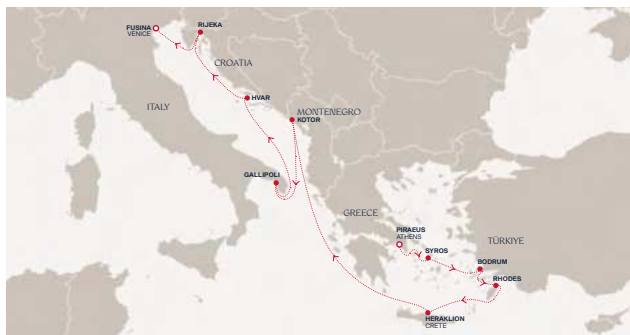 FUSINA
VENICE
RIJEKA
CROATIA
HVAR
ITALY
MONTENEGRO
KOTOR
GALLIPOLI
GREECE
PIRAEUS
ATHENS
SYROS
TÜRKIYE
BODRUM
RHODES
HERAKLION
CRETE